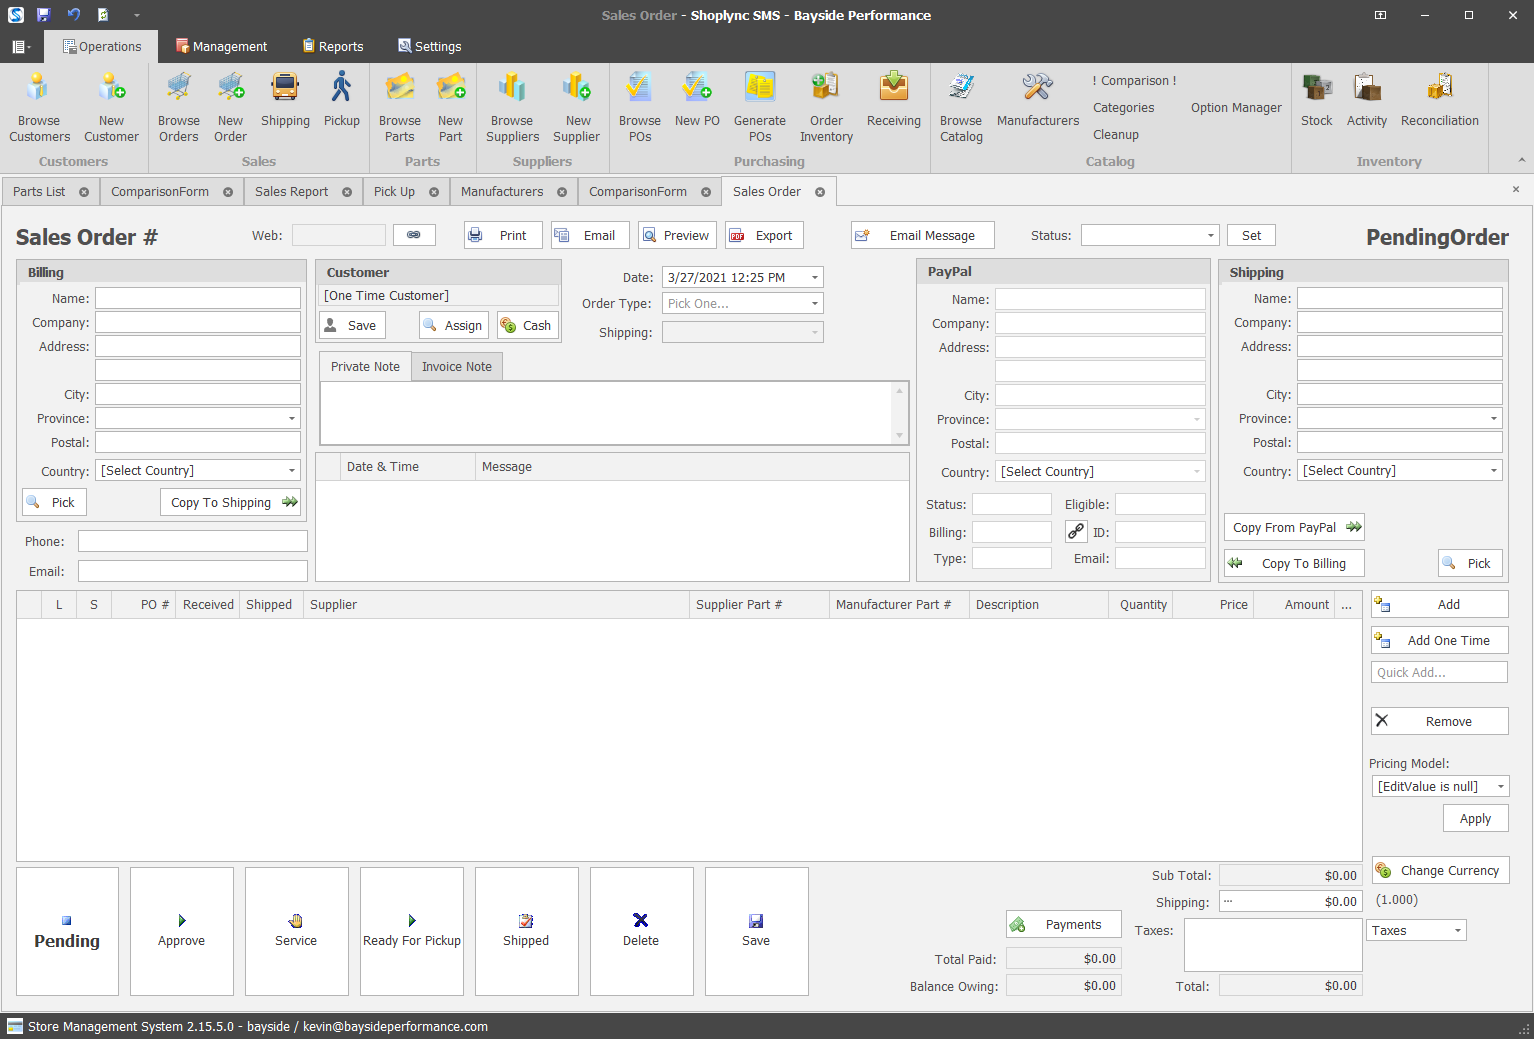 Sales Order - Shoplync SMS - Bayside Performance
Operations
Management
Reports
Settings
Browse Customers
New Customer
Customers
Browse Orders
New Order
Shipping
Pickup
Sales
Browse Parts
New Part
Parts
Browse Suppliers
New Supplier
Suppliers
Browse POs
New PO
Generate POs
Order Inventory
Receiving
Purchasing
Browse Catalog
Manufacturers
! Comparison !
Categories
Cleanup
Option Manager
Catalog
Stock
Activity
Reconciliation
Inventory
Parts List
ComparisonForm
Sales Report
Pick Up
Manufacturers
ComparisonForm
Sales Order
Sales Order #
Web:
Print
Email
Preview
Export
Email Message
Status:
Set
PendingOrder
Billing
Name:
Company:
Address:
City:
Province:
Postal:
Country: [Select Country]
Pick
Copy To Shipping
Phone:
Email:
Customer
[One Time Customer]
Save
Assign
Cash
Date: 3/27/2021 12:25 PM
Order Type: Pick One...
Shipping:
Private Note
Invoice Note
Date & Time
Message
PayPal
Name:
Company:
Address:
City:
Province:
Postal:
Country: [Select Country]
Status:
Eligible:
Billing:
ID:
Type:
Email:
Shipping
Name:
Company:
Address:
City:
Province:
Postal:
Country: [Select Country]
Copy From PayPal
Copy To Billing
Pick
L S PO # Received Shipped Supplier Supplier Part # Manufacturer Part # Description Quantity Price Amount ...
Add
Add One Time
Quick Add...
Remove
Pricing Model:
[EditValue is null]
Apply
Pending
Approve
Service
Ready For Pickup
Shipped
Delete
Save
Payments
Total Paid: $0.00
Balance Owing: $0.00
Sub Total: $0.00
Shipping: ... $0.00
Taxes:
Total: $0.00
Change Currency
(1.000)
Taxes
Store Management System 2.15.5.0 - bayside / kevin@baysideperformance.com